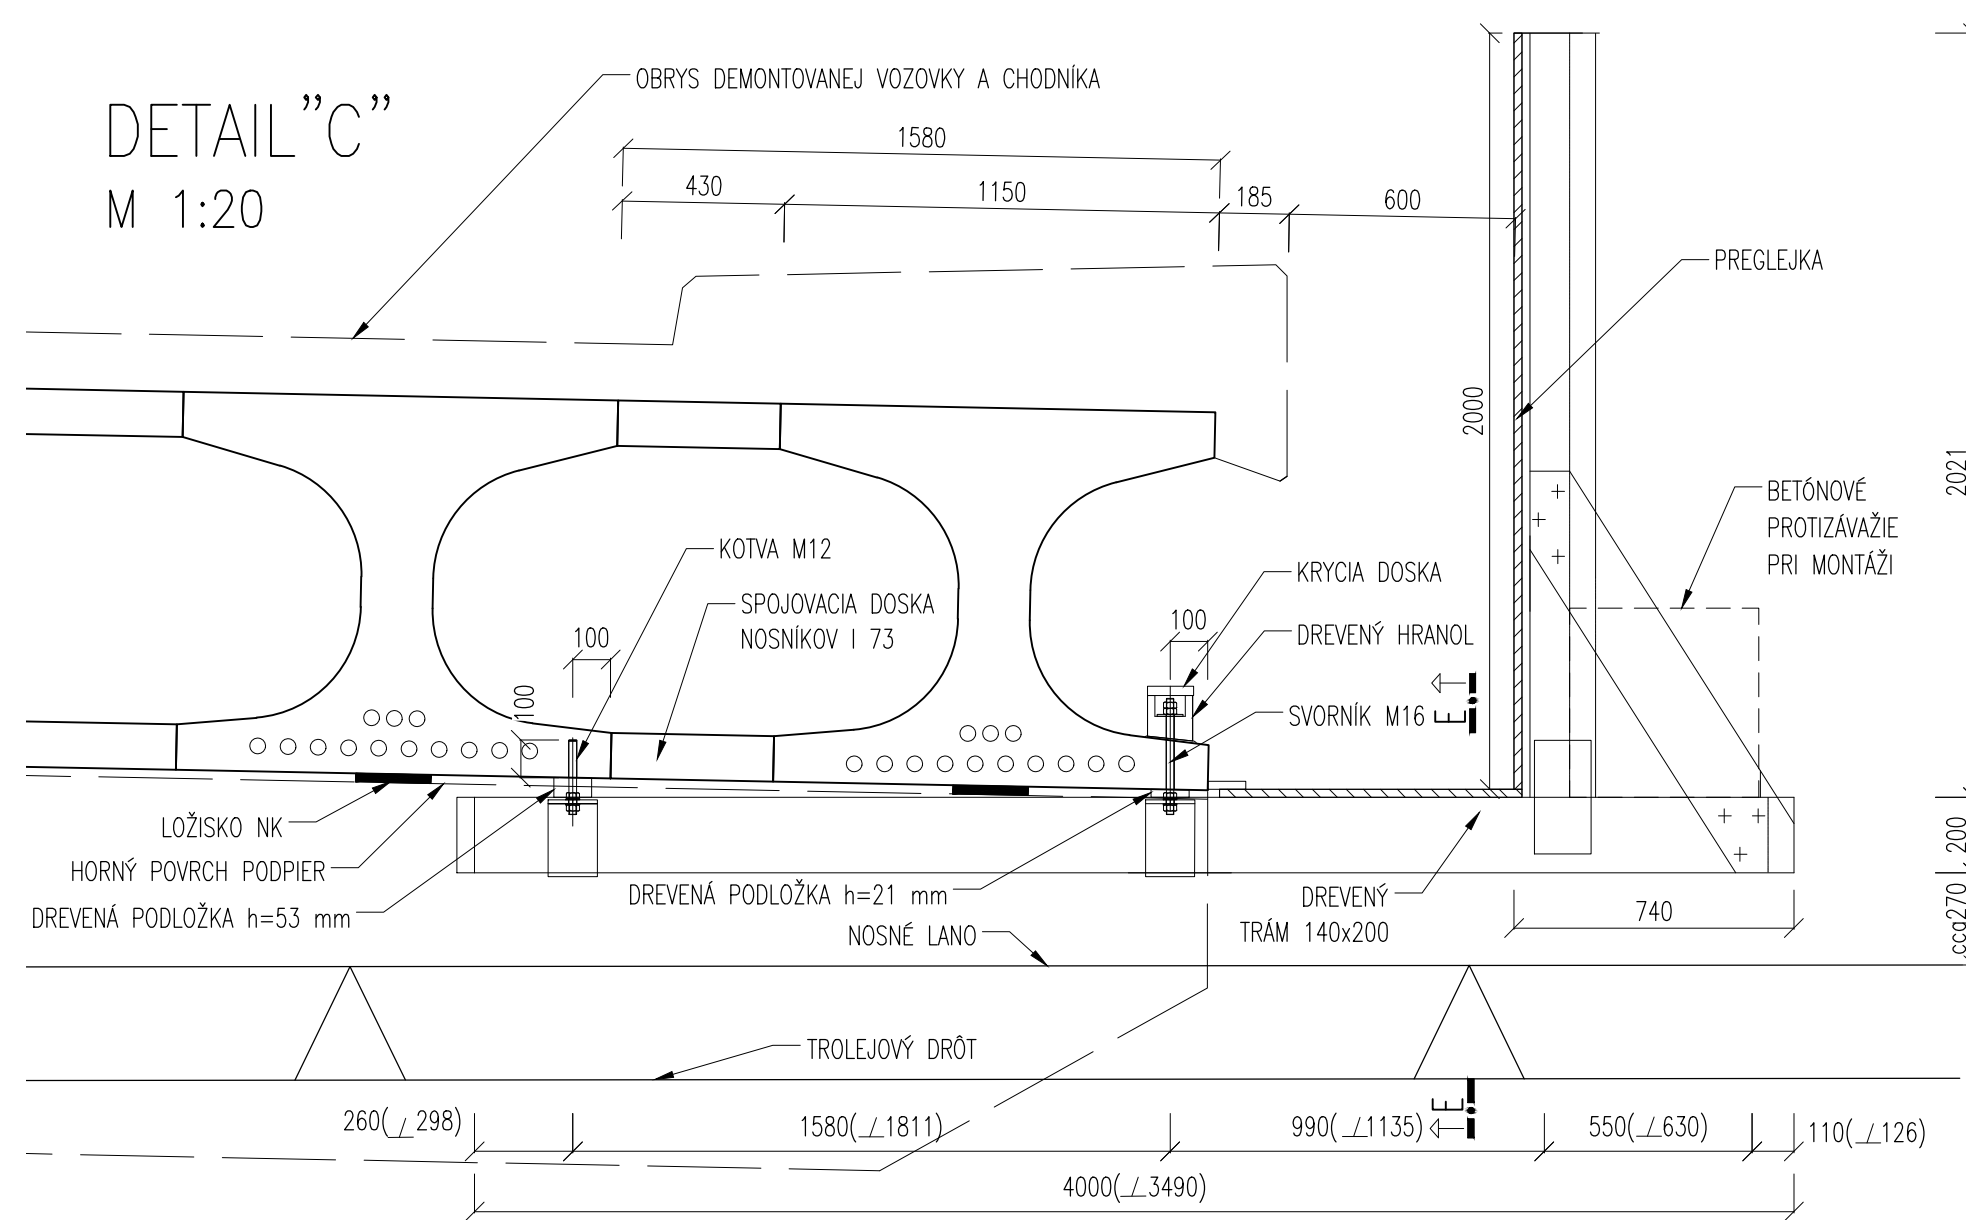 OBRYS DEMONTOVANEJ VOZOVKY A CHODNÍKA
DETAIL"C"
M 1:20
1580
430
1150
185
600
PREGLEJKA
2000
2021
BETÓNOVÉ
PROTIZÁVAŽIE
PRI MONTÁŽI
KOTVA M12
KRYCIA DOSKA
SPOJOVACIA DOSKA
NOSNÍKOV I 73
100
100
DREVENÝ HRANOL
100
SVORNÍK M16
E
LOŽISKO NK
HORNÝ POVRCH PODPIER
DREVENÁ PODLOŽKA h=53 mm
DREVENÁ PODLOŽKA h=21 mm
DREVENÝ
TRÁM 140x200
740
200
cca270
NOSNÉ LANO
TROLEJOVÝ DRÔT
E
260(⦟298)
1580(⦟1811)
990(⦟1135)
550(⦟630)
110(⦟126)
4000(⦟3490)